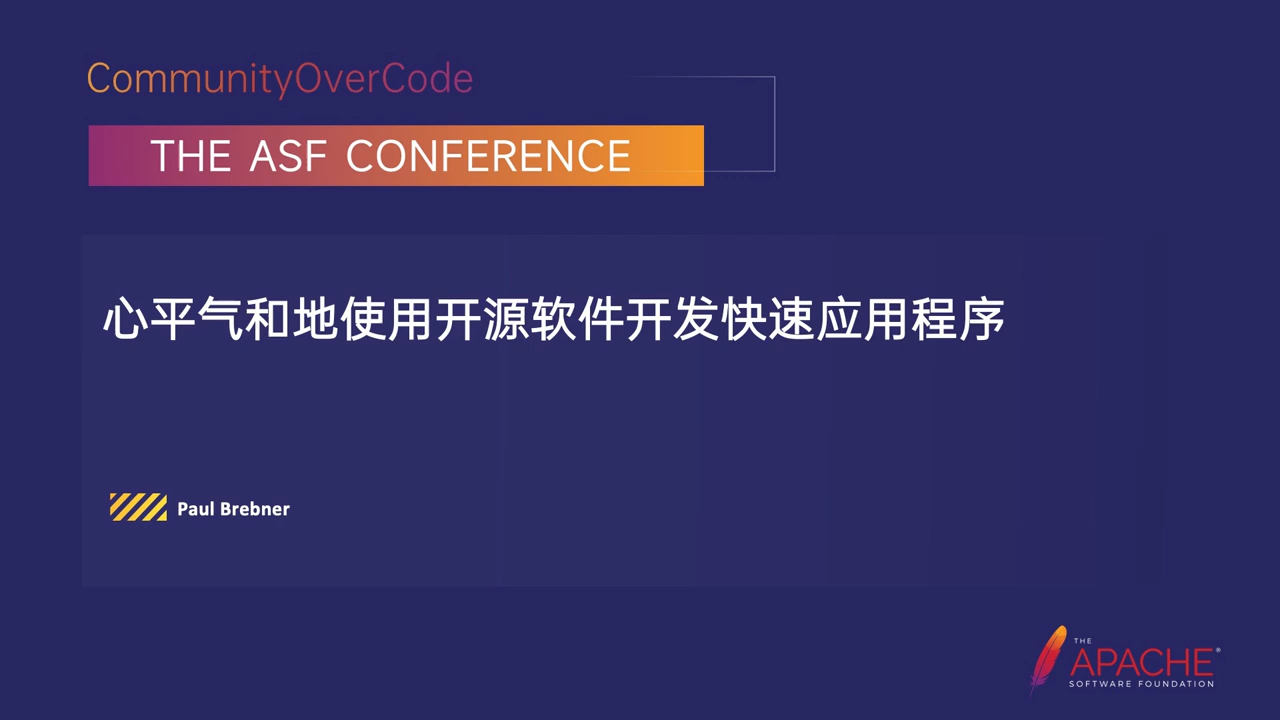 CommunityOverCode
THE ASF CONFERENCE
心平气和地使用开源软件开发快速应用程序
Paul Brebner
THE
APACHE®
SOFTWARE FOUNDATION